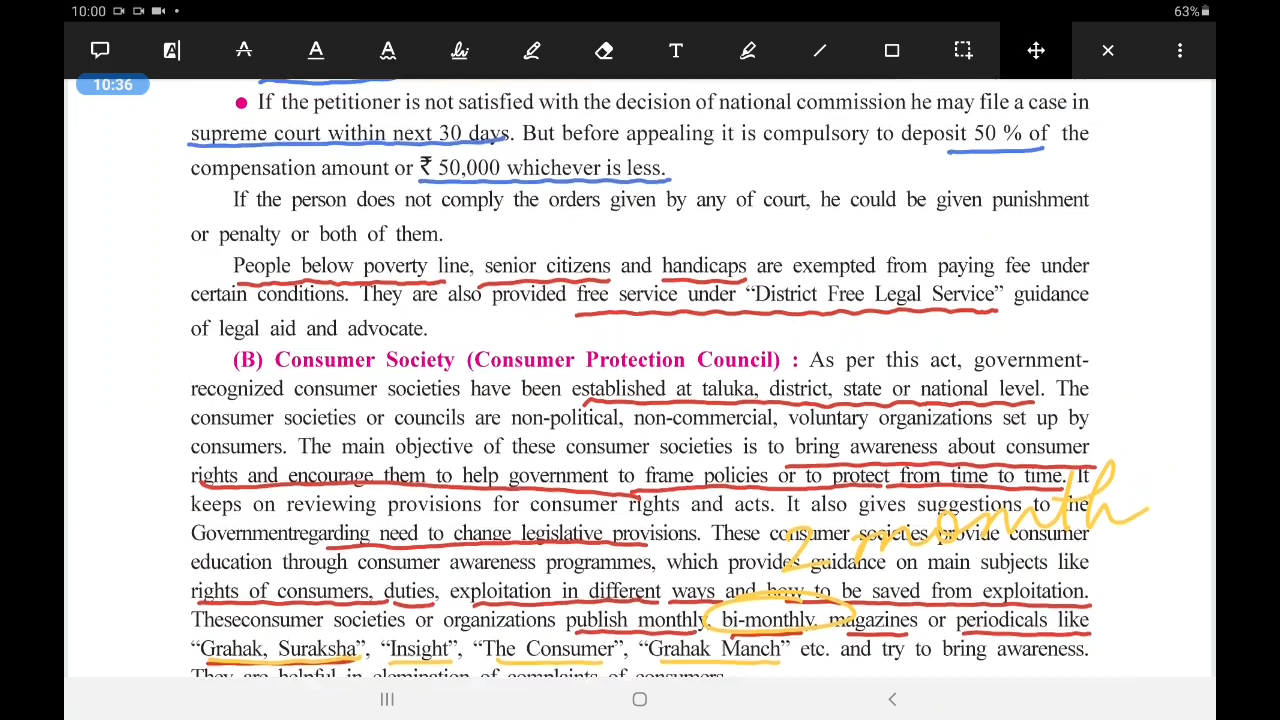 10:00 63%
10:36
● If the petitioner is not satisfied with the decision of national commission he may file a case in
supreme court within next 30 days. But before appealing it is compulsory to deposit 50 % of the
compensation amount or ₹ 50,000 whichever is less.
If the person does not comply the orders given by any of court, he could be given punishment
or penalty or both of them.
People below poverty line, senior citizens and handicaps are exempted from paying fee under
certain conditions. They are also provided free service under “District Free Legal Service” guidance
of legal aid and advocate.
(B) Consumer Society (Consumer Protection Council) : As per this act, government-
recognized consumer societies have been established at taluka, district, state or national level. The
consumer societies or councils are non-political, non-commercial, voluntary organizations set up by
consumers. The main objective of these consumer societies is to bring awareness about consumer
rights and encourage them to help government to frame policies or to protect from time to time. It
keeps on reviewing provisions for consumer rights and acts. It also gives suggestions to the
Governmentregarding need to change legislative provisions. These consumer societies provide consumer
2 month
education through consumer awareness programmes, which provides guidance on main subjects like
rights of consumers, duties, exploitation in different ways and how to be saved from exploitation.
Theseconsumer societies or organizations publish monthly, bi-monthly, magazines or periodicals like
“Grahak, Suraksha”, “Insight”, “The Consumer”, “Grahak Manch” etc. and try to bring awareness.
They are helpful in elemination of complaints of consumers.